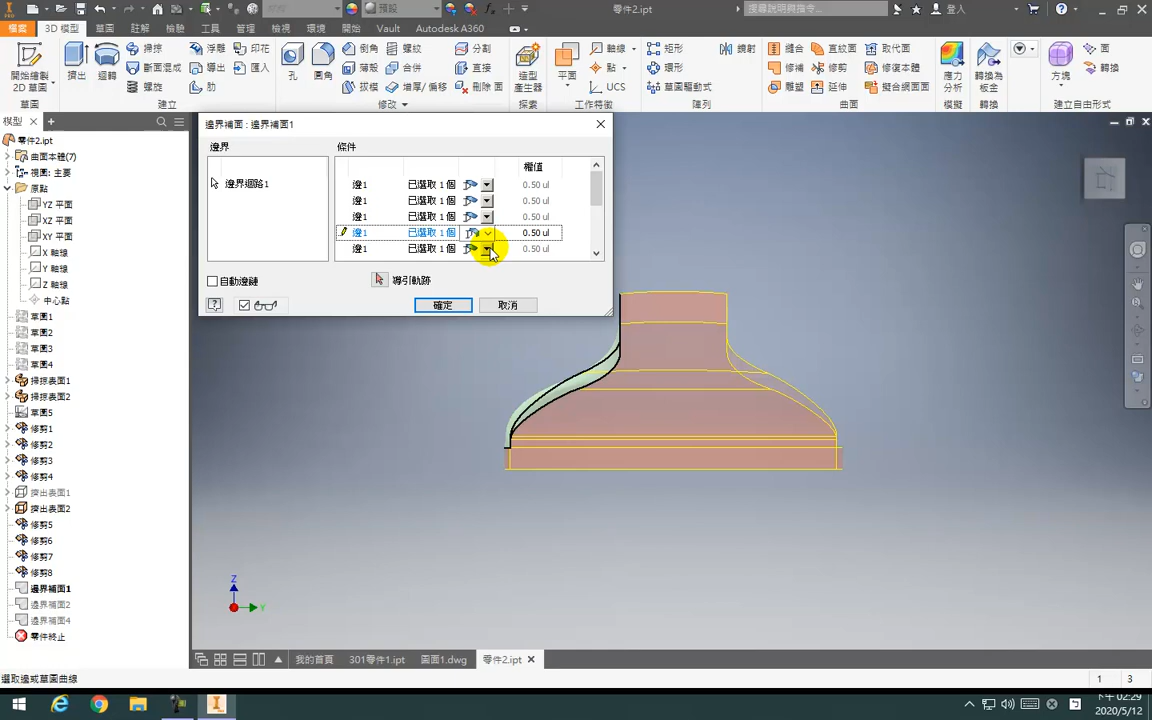 預設
零件2.ipt
搜尋說明與指令...
登入
檔案
3D 模型
草圖
註解
檢驗
工具
管理
檢視
環境
開始
Vault
Autodesk A360
開始繪製
2D 草圖
擠出
迴轉
掃掠
斷面混成
螺旋
浮雕
導出
肋
印花
匯入
孔
圓角
倒角
薄殼
拔模
螺紋
合併
增厚/偏移
分割
直接
刪除 面
造型
產生器
平面
軸線
點
UCS
矩形
環形
草圖驅動式
鏡射
縫合
修補
雕塑
直紋面
修剪
延伸
取代面
修復本體
擬合網面面
應力
分析
轉換為
板金
方塊
面
轉換
草圖
建立
修改
探索
工作特徵
陣列
曲面
模擬
轉換
建立自由形式
模型
零件2.ipt
曲面本體(7)
視圖: 主要
原點
YZ 平面
XZ 平面
XY 平面
X 軸線
Y 軸線
Z 軸線
中心點
草圖1
草圖2
草圖3
草圖4
掃掠表面1
掃掠表面2
草圖5
修剪1
修剪2
修剪3
修剪4
擠出表面1
擠出表面2
修剪5
修剪6
修剪7
修剪8
邊界補面1
邊界補面2
邊界補面4
零件終止
邊界補面 : 邊界補面1
邊界
條件
權值
邊界迴路1
邊1 已選取 1 個 0.50 ul
邊1 已選取 1 個 0.50 ul
邊1 已選取 1 個 0.50 ul
邊1 已選取 1 個 0.50 ul
邊1 已選取 1 個 0.50 ul
自動邊鏈
導引軌跡
確定
取消
Z
Y
我的首頁
301零件1.ipt
圖面1.dwg
零件2.ipt
選取邊或草圖曲線
1
3
下午 02:29
2020/5/12